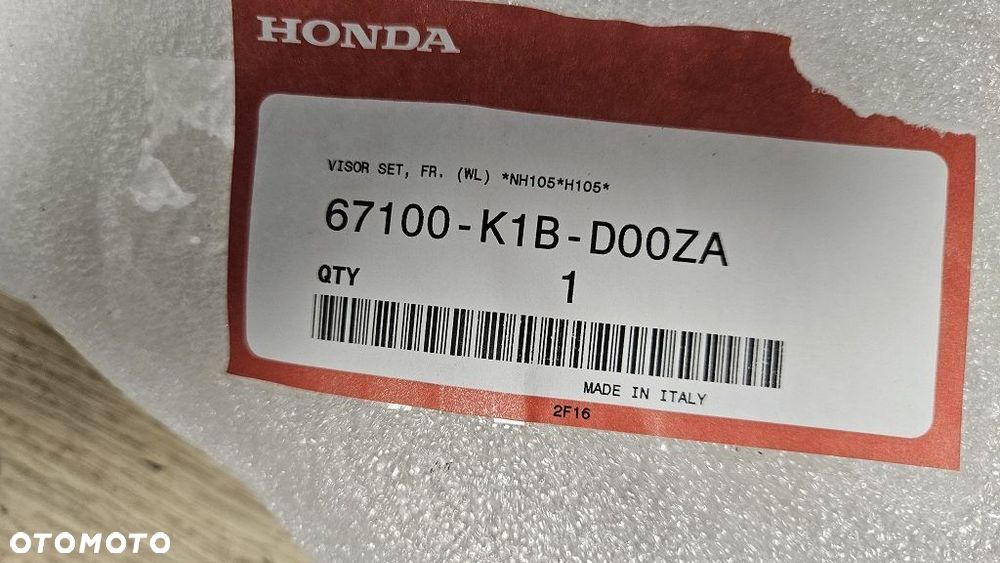 HONDA
VISOR SET, FR. (WL) *NH105*H105*
67100-K1B-D00ZA
QTY 1
MADE IN ITALY
2F16
OTOMOTO